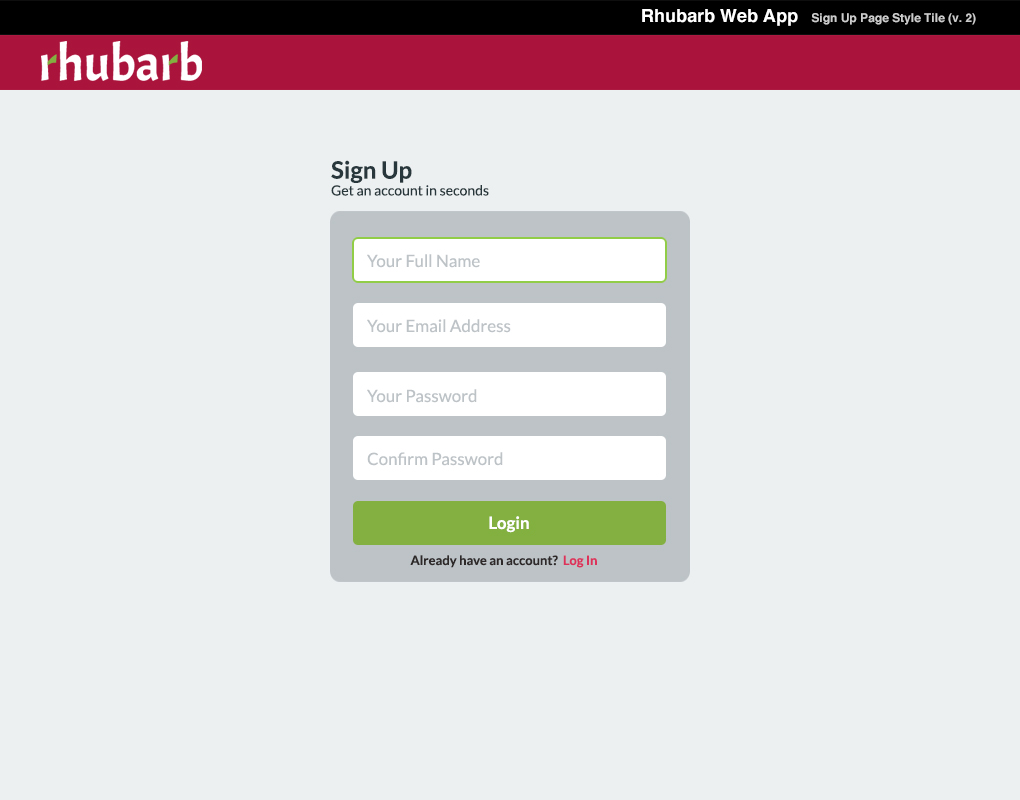 Rhubarb Web App Sign Up Page Style Tile (v. 2)
rhubarb
Sign Up
Get an account in seconds
Your Full Name
Your Email Address
Your Password
Confirm Password
Login
Already have an account? Log In